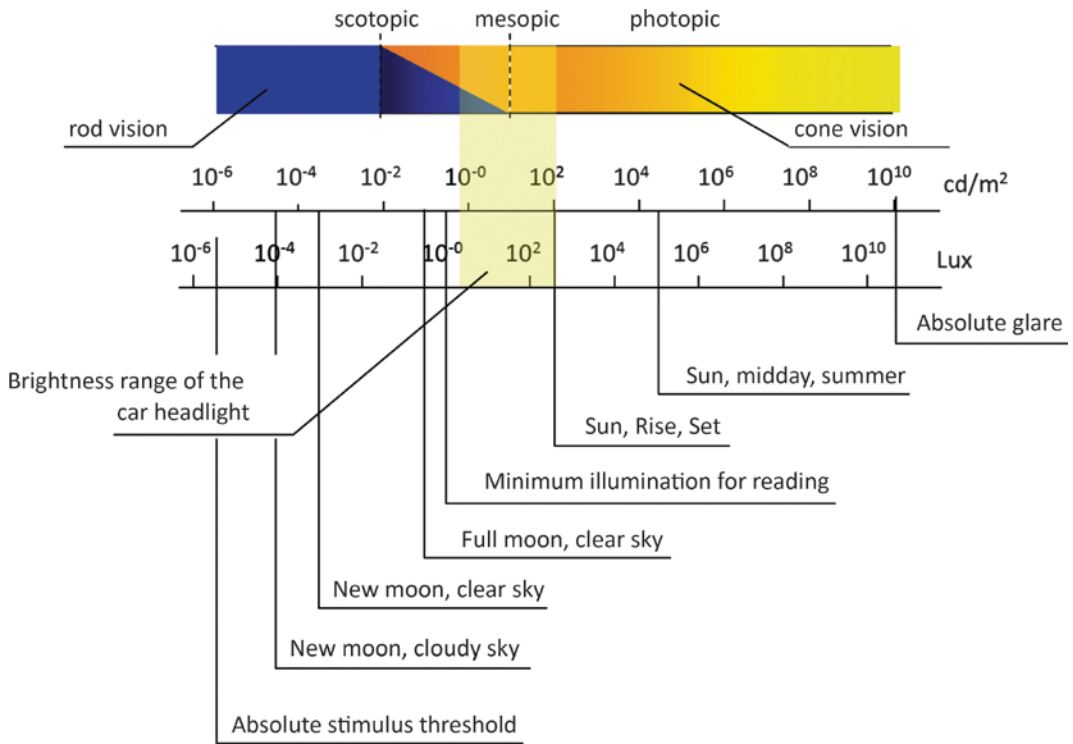 scotopic mesopic photopic
rod vision cone vision
10⁻⁶ 10⁻⁴ 10⁻² 10⁻⁰ 10² 10⁴ 10⁶ 10⁸ 10¹⁰ cd/m²
10⁻⁶ 10⁻⁴ 10⁻² 10⁻⁰ 10² 10⁴ 10⁶ 10⁸ 10¹⁰ Lux
Absolute glare
Brightness range of the
car headlight
Sun, midday, summer
Sun, Rise, Set
Minimum illumination for reading
Full moon, clear sky
New moon, clear sky
New moon, cloudy sky
Absolute stimulus threshold